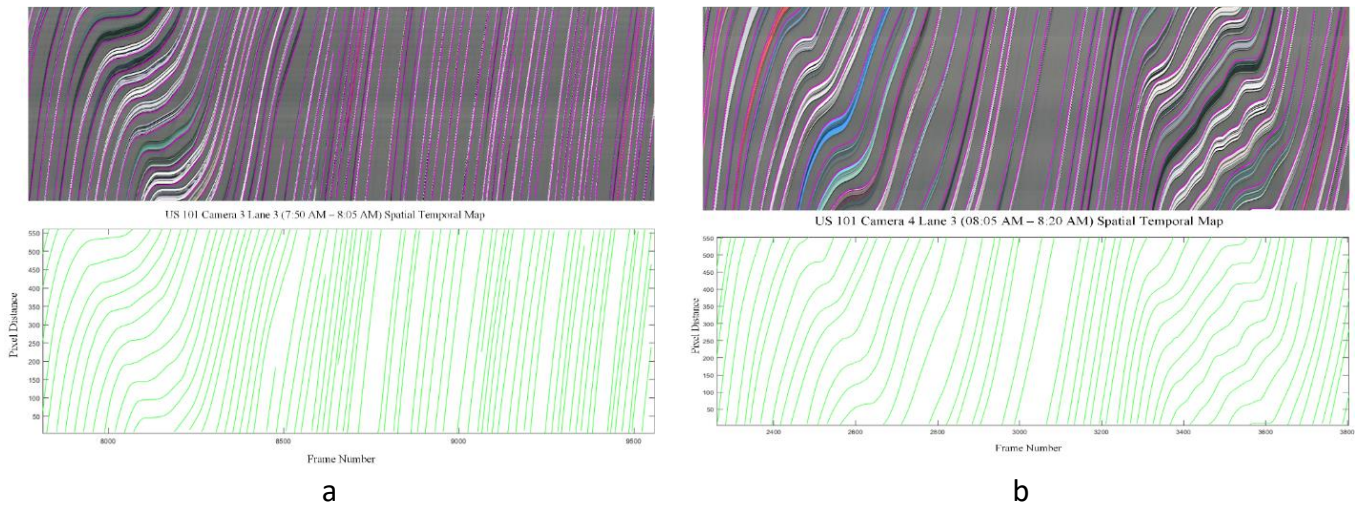 US 101 Camera 3 Lane 3 (7:50 AM – 8:05 AM) Spatial Temporal Map
550
500
450
400
350
300
250
200
150
100
50
Pixel Distance
8000 8500 9000 9500
Frame Number
a
US 101 Camera 4 Lane 3 (08:05 AM – 8:20 AM) Spatial Temporal Map
550
500
450
400
350
300
250
200
150
100
50
Pixel Distance
2400 2600 2800 3000 3200 3400 3600 3800
Frame Number
b